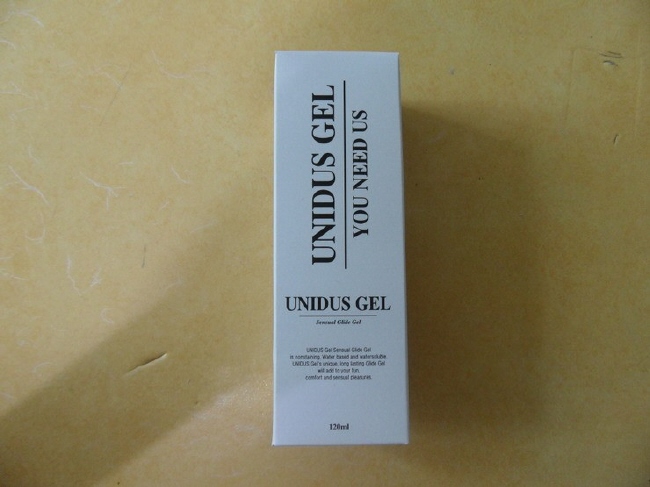 UNIDUS GEL
YOU NEED US
UNIDUS GEL
Sensual Glide Gel
UNIDUS Gel Sensual Glide Gel
is nonstaining. Water based and watersoluble.
UNIDUS Gel's unique, long lasting Glide Gel
will add to your fun,
comfort and sensual pleasures.
120ml